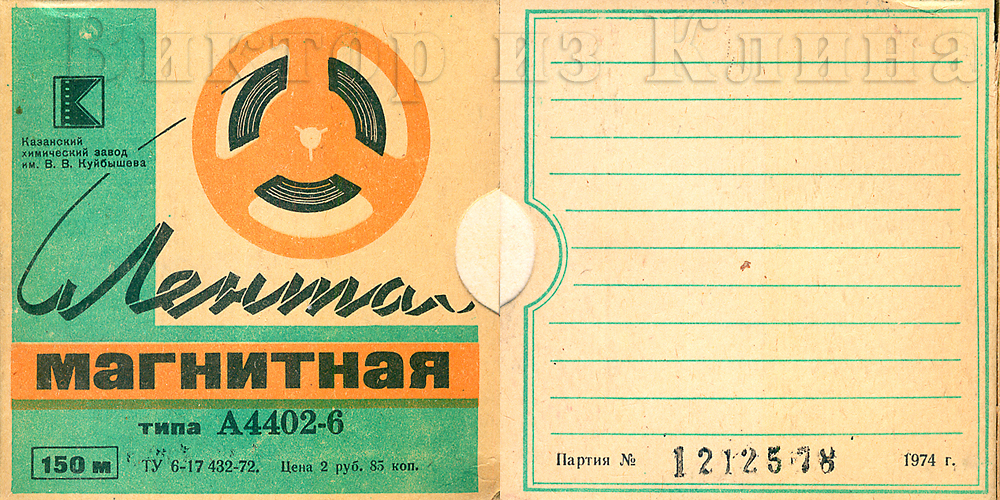 Виктор из Клина
Казанский
химический завод
им. В. В. Куйбышева
Лента
МАГНИТНАЯ
типа А4402-6
150 м
ТУ 6-17 432-72. Цена 2 руб. 85 коп.
Партия № 1212578 1974 г.